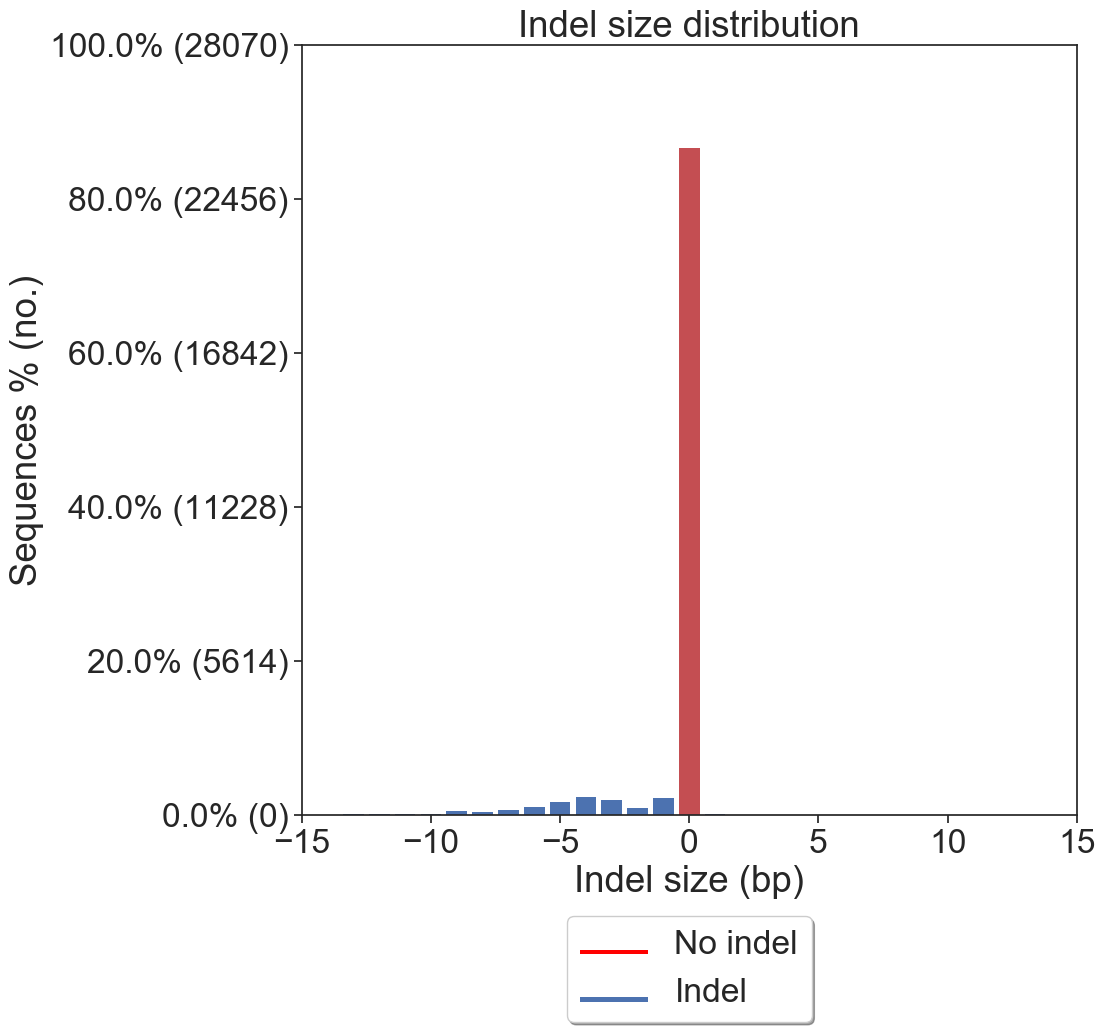 Indel size distribution
100.0% (28070)
80.0% (22456)
60.0% (16842)
40.0% (11228)
20.0% (5614)
0.0% (0)
Sequences % (no.)
−15 −10 −5 0 5 10 15
Indel size (bp)
No indel
Indel